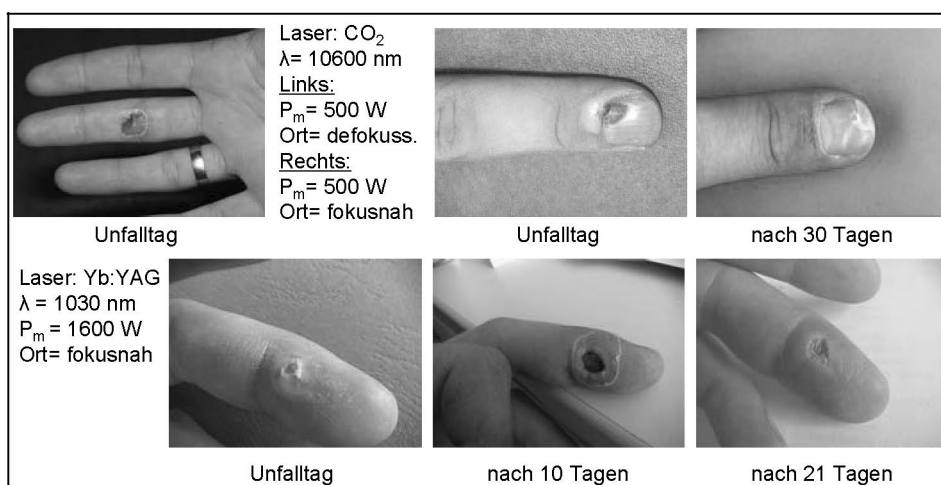 Laser: CO₂
λ= 10600 nm
Links:
Pₘ= 500 W
Ort= defokuss.
Rechts:
Pₘ= 500 W
Ort= fokusnah
Unfalltag
Unfalltag
nach 30 Tagen
Laser: Yb:YAG
λ = 1030 nm
Pₘ = 1600 W
Ort= fokusnah
Unfalltag
nach 10 Tagen
nach 21 Tagen